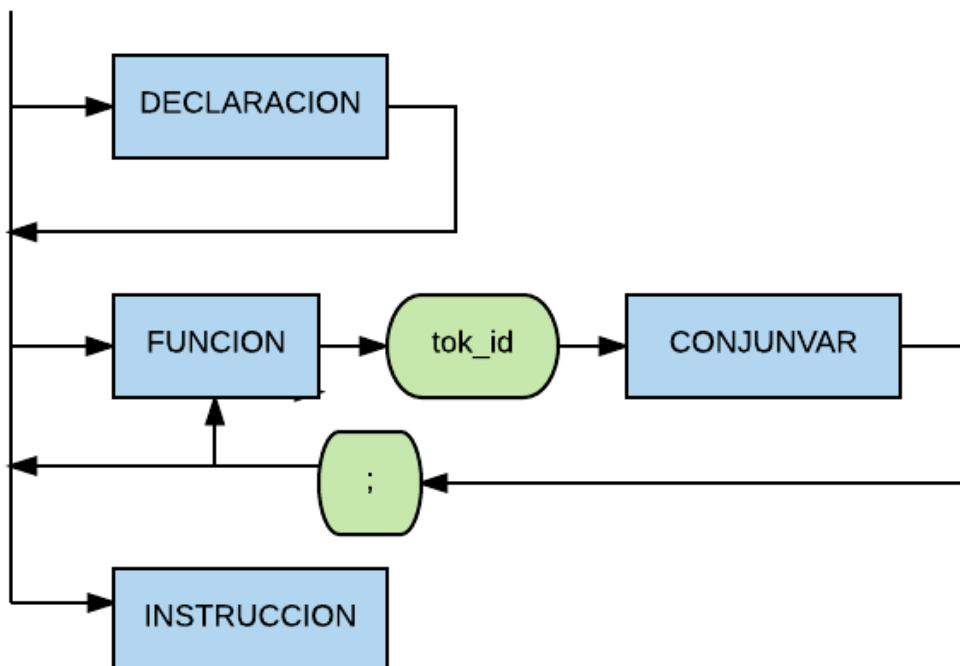 DECLARACION
FUNCION
tok_id
CONJUNVAR
;
INSTRUCCION